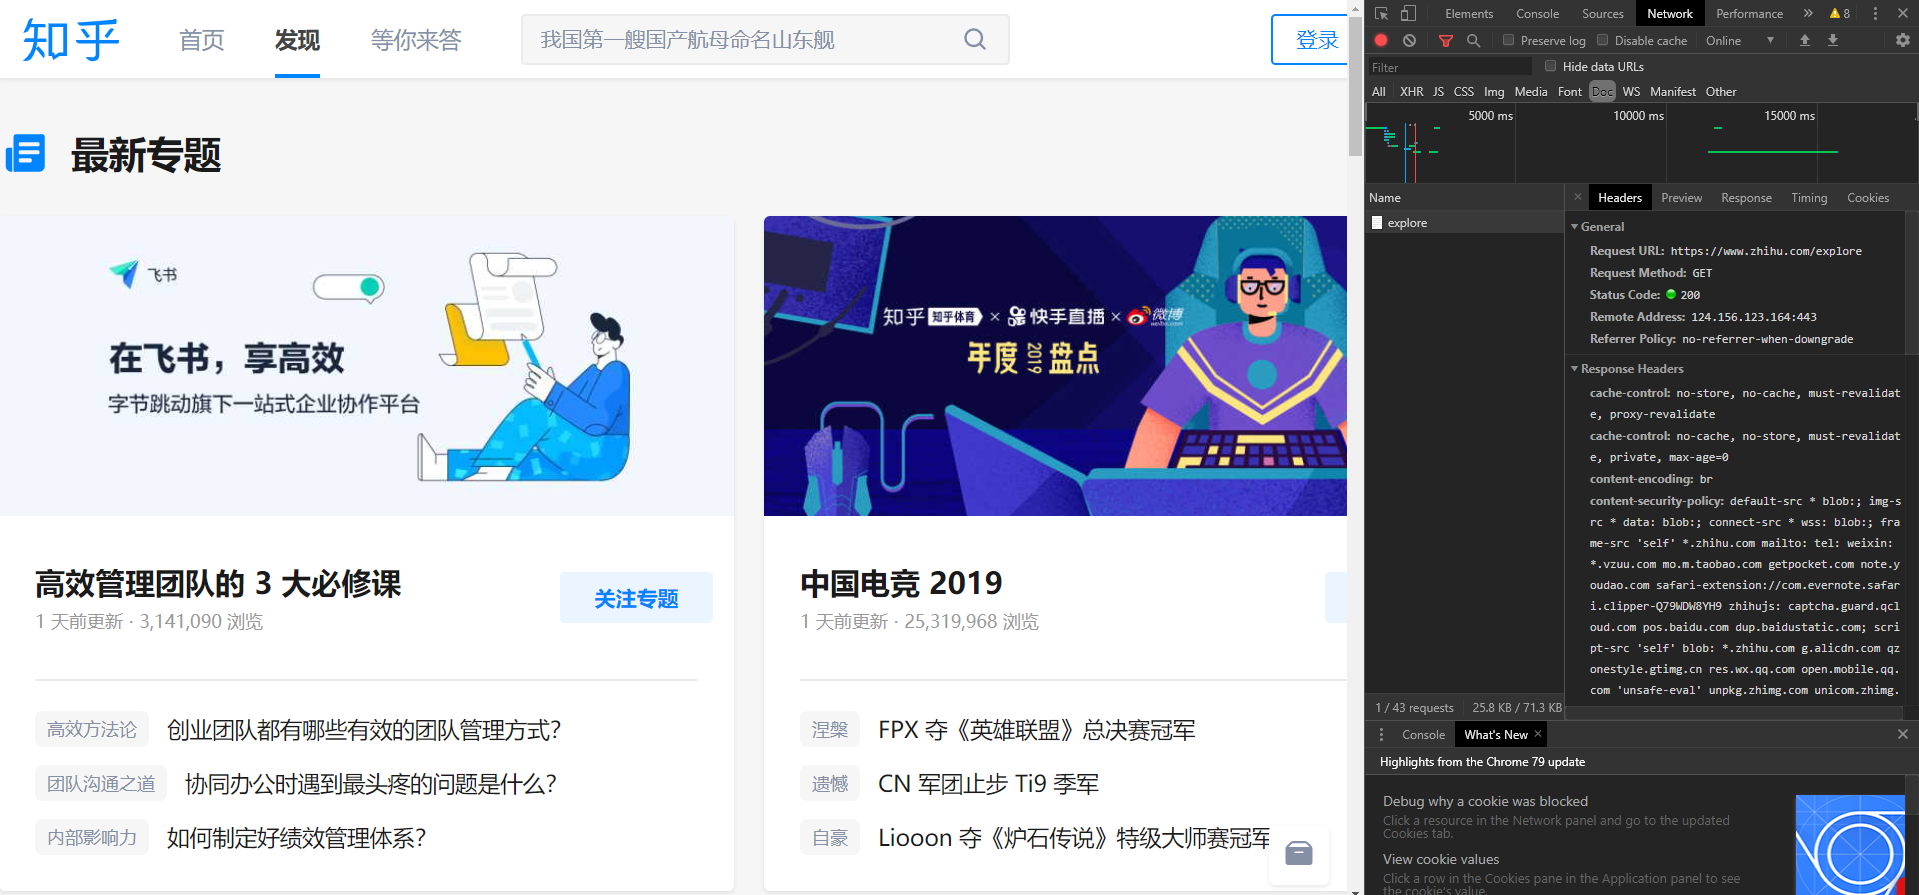 知乎
首页
发现
等你来答
我国第一艘国产航母命名山东舰
登录
最新专题
飞书
在飞书，享高效
字节跳动旗下一站式企业协作平台
高效管理团队的 3 大必修课
1 天前更新 · 3,141,090 浏览
关注专题
高效方法论 创业团队都有哪些有效的团队管理方式？
团队沟通之道 协同办公时遇到最头疼的问题是什么？
内部影响力 如何制定好绩效管理体系？
知乎 知乎体育 × 快手直播 × 微博
weibo.com
年度 2019 盘点
中国电竞 2019
1 天前更新 · 25,319,968 浏览
涅槃 FPX 夺《英雄联盟》总决赛冠军
遗憾 CN 军团止步 Ti9 季军
自豪 Liooon 夺《炉石传说》特级大师赛冠军
Elements Console Sources Network Performance » 8
Preserve log Disable cache Online
Filter Hide data URLs
All XHR JS CSS Img Media Font Doc WS Manifest Other
5000 ms 10000 ms 15000 ms
Name
explore
1 / 43 requests 25.8 KB / 71.3 KB
× Headers Preview Response Timing Cookies
General
Request URL: https://www.zhihu.com/explore
Request Method: GET
Status Code: 200
Remote Address: 124.156.123.164:443
Referrer Policy: no-referrer-when-downgrade
Response Headers
cache-control: no-store, no-cache, must-revalidat
e, proxy-revalidate
cache-control: no-cache, no-store, must-revalidat
e, private, max-age=0
content-encoding: br
content-security-policy: default-src * blob:; img-s
rc * data: blob:; connect-src * wss: blob:; fra
me-src 'self' *.zhihu.com mailto: tel: weixin:
*.vzuu.com mo.m.taobao.com getpocket.com note.y
oudao.com safari-extension://com.evernote.safar
i.clipper-Q79WDW8YH9 zhihujs: captcha.guard.qcl
oud.com pos.baidu.com dup.baidustatic.com; scri
pt-src 'self' blob: *.zhihu.com g.alicdn.com qz
onestyle.gtimg.cn res.wx.qq.com open.mobile.qq.
com 'unsafe-eval' unpkg.zhimg.com unicom.zhimg.
Console What's New ×
Highlights from the Chrome 79 update
Debug why a cookie was blocked
Click a resource in the Network panel and go to the updated
Cookies tab.
View cookie values
Click a row in the Cookies pane in the Application panel to see
the cookie's value.